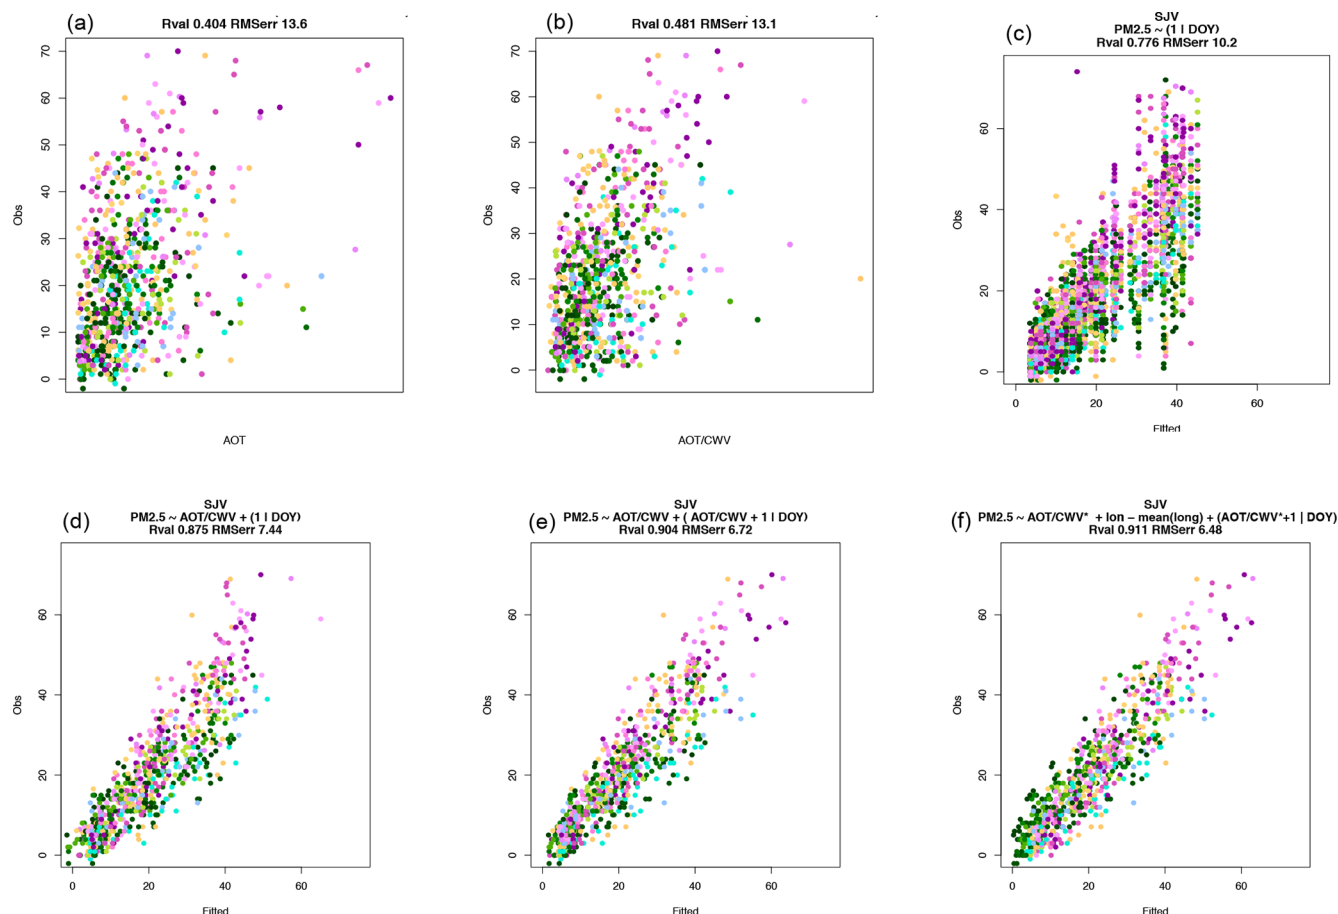 (a)
Rval 0.404 RMSerr 13.6
70
60
50
40
30
20
10
0
Obs
AOT
(b)
Rval 0.481 RMSerr 13.1
70
60
50
40
30
20
10
0
Obs
AOT/CWV
(c)
SJV
PM2.5 ~ (1 | DOY)
Rval 0.776 RMSerr 10.2
60
40
20
0
Obs
0 20 40 60
Fitted
(d)
SJV
PM2.5 ~ AOT/CWV + (1 | DOY)
Rval 0.875 RMSerr 7.44
60
40
20
0
Obs
0 20 40 60
Fitted
(e)
SJV
PM2.5 ~ AOT/CWV + ( AOT/CWV + 1 | DOY)
Rval 0.904 RMSerr 6.72
60
40
20
0
Obs
0 20 40 60
Fitted
(f)
SJV
PM2.5 ~ AOT/CWV* + lon − mean(long) + (AOT/CWV*+1 | DOY)
Rval 0.911 RMSerr 6.48
60
40
20
0
Obs
0 20 40 60
Fitted